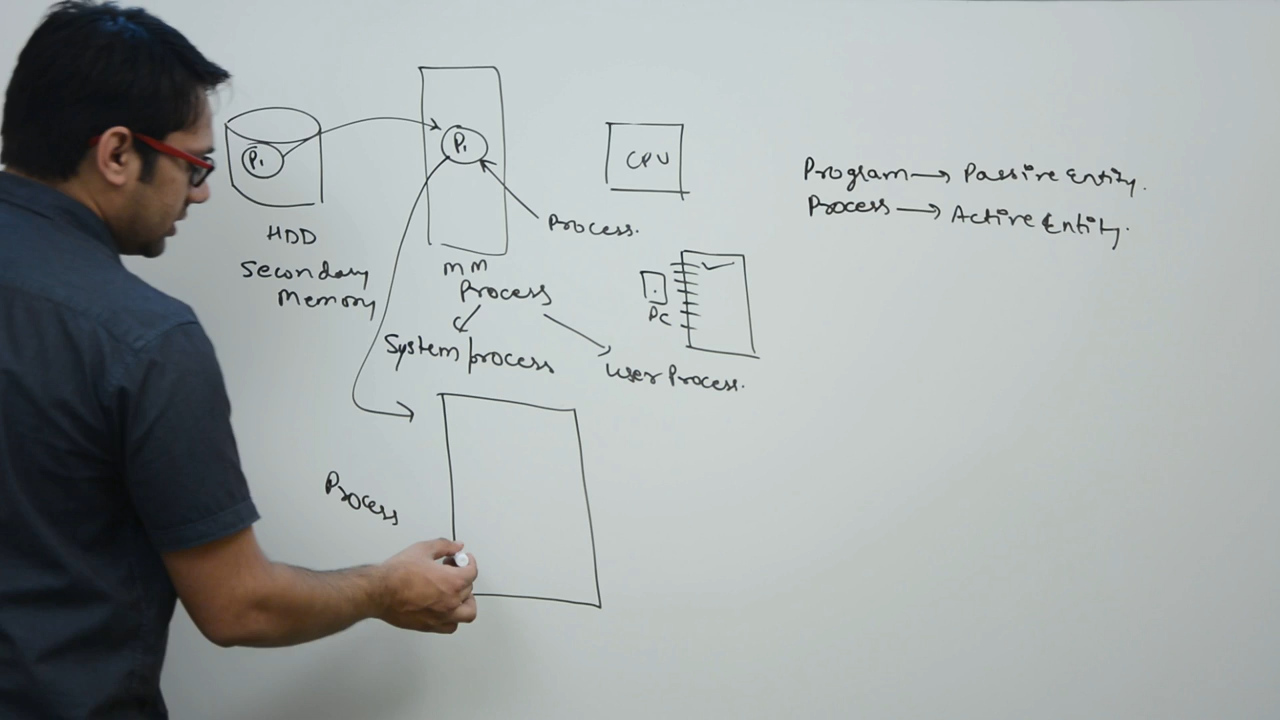 P1
HDD
Secondary
Memory
P1
MM
Process.
CPU
Program → Passive Entity.
Process → Active Entity.
PC
Process
System process
User Process.
Process